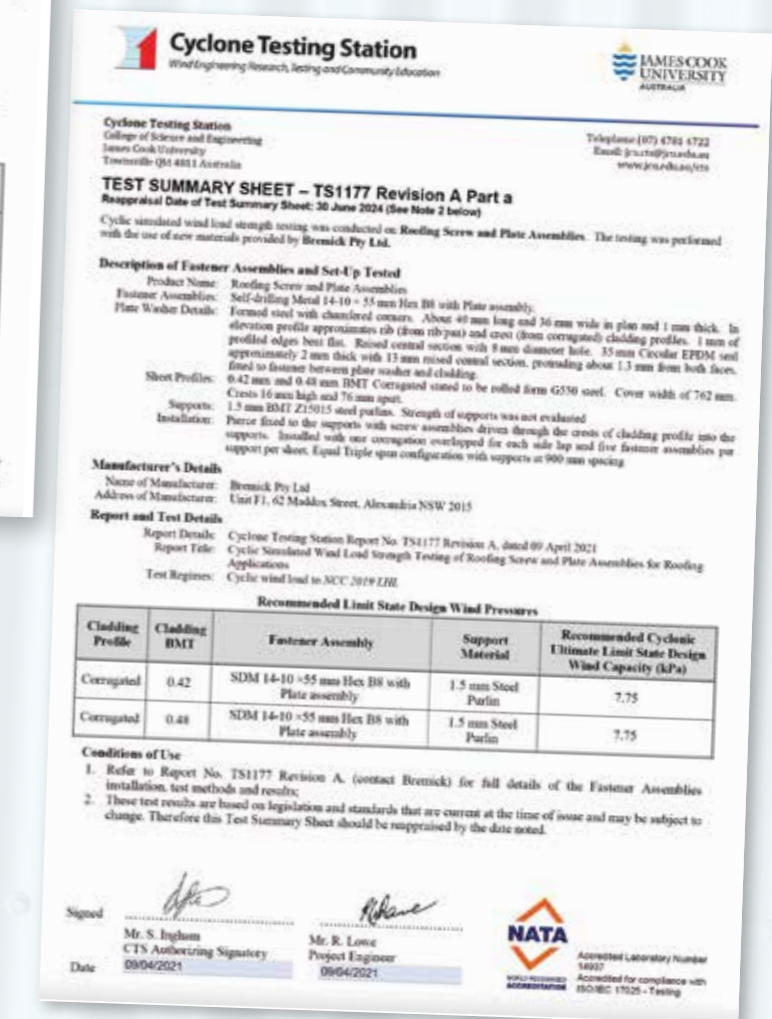 Cyclone Testing Station
Wind Engineering Research, Testing and Community Education
JAMES COOK
UNIVERSITY
AUSTRALIA
Cyclone Testing Station
College of Science and Engineering
James Cook University
Townsville Qld 4811 Australia
Telephone (07) 4781 4722
Email: jcu.cts@jcu.edu.au
www.jcu.edu.au/cts
TEST SUMMARY SHEET – TS1177 Revision A Part a
Reappraisal Date of Test Summary Sheet: 30 June 2024 (See Note 2 below)
Cyclic simulated wind load strength testing was conducted on Roofing Screw and Plate Assemblies. The testing was performed
with the use of new materials provided by Bremick Pty Ltd.
Description of Fastener Assemblies and Set-Up Tested
Product Name: Roofing Screw and Plate Assemblies
Fastener Assemblies: Self-drilling Metal 14-10 × 55 mm Hex B8 with Plate assembly.
Plate Washer Details: Formed steel with chamfered corners. About 40 mm long and 36 mm wide in plan and 1 mm thick. In
elevation profile approximates rib (from rib/pan) and crest (from corrugated) cladding profiles. 1 mm of
profiled edges bent flat. Raised central section with 8 mm diameter hole. 35 mm Circular EPDM seal
approximately 2 mm thick with 13 mm raised central section, protruding about 1.3 mm from both faces,
fitted to fastener between plate washer and cladding.
Sheet Profiles: 0.42 mm and 0.48 mm BMT Corrugated stated to be rolled form G550 steel. Cover width of 762 mm.
Crests 16 mm high and 76 mm apart.
Supports: 1.5 mm BMT Z15015 steel purlins. Strength of supports was not evaluated
Installation: Pierce fixed to the supports with screw assemblies driven through the crests of cladding profile into the
supports. Installed with one corrugation overlapped for each side lap and five fastener assemblies per
support per sheet. Equal Triple span configuration with supports at 900 mm spacing
Manufacturer's Details
Name of Manufacturer: Bremick Pty Ltd
Address of Manufacturer: Unit F1, 62 Maddox Street, Alexandria NSW 2015
Report and Test Details
Report Details: Cyclone Testing Station Report No. TS1177 Revision A, dated 09 April 2021
Report Title: Cyclic Simulated Wind Load Strength Testing of Roofing Screw and Plate Assemblies for Roofing
Applications
Test Regimes: Cyclic wind load to NCC 2019 LHL
Recommended Limit State Design Wind Pressures
Cladding Profile Cladding BMT Fastener Assembly Support Material Recommended Cyclonic Ultimate Limit State Design Wind Capacity (kPa)
Corrugated 0.42 SDM 14-10 ×55 mm Hex B8 with Plate assembly 1.5 mm Steel Purlin 7.75
Corrugated 0.48 SDM 14-10 ×55 mm Hex B8 with Plate assembly 1.5 mm Steel Purlin 7.75
Conditions of Use
1. Refer to Report No. TS1177 Revision A, (contact Bremick) for full details of the Fastener Assemblies
installation, test methods and results;
2. These test results are based on legislation and standards that are current at the time of issue and may be subject to
change. Therefore this Test Summary Sheet should be reappraised by the date noted.
Signed
Mr. S. Ingham
CTS Authorizing Signatory
Date 09/04/2021
Mr. R. Lowe
Project Engineer
09/04/2021
NATA
WORLD RECOGNISED
ACCREDITATION
Accredited Laboratory Number
14937
Accredited for compliance with
ISO/IEC 17025 - Testing